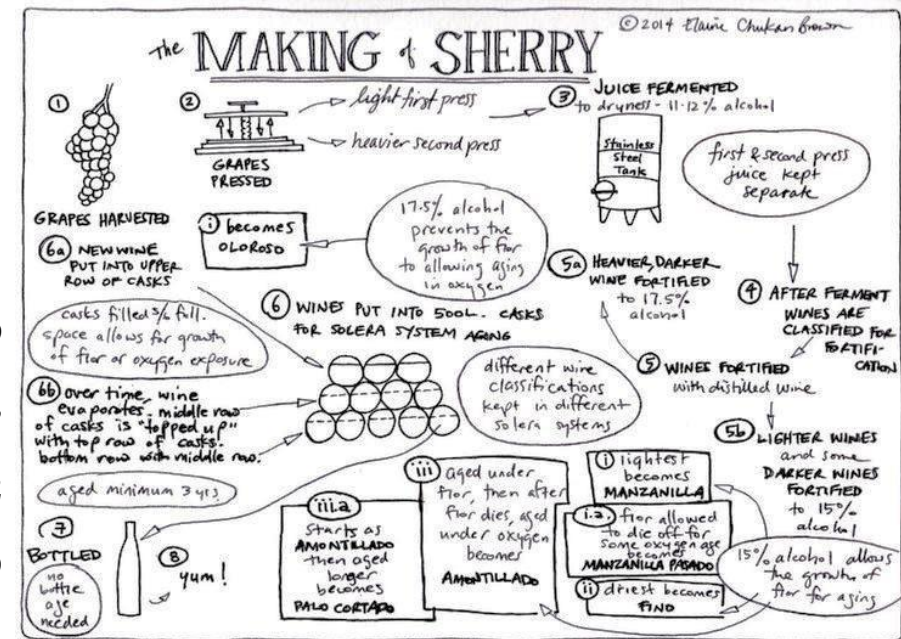 © 2014 Elaine Chukan Brown
The MAKING of SHERRY
①
GRAPES HARVESTED
②
GRAPES
PRESSED
light first press
heavier second press
③ JUICE FERMENTED
to dryness - 11-12% alcohol
Stainless
Steel
Tank
first & second press
juice kept
separate
④ AFTER FERMENT
WINES ARE
CLASSIFIED FOR
FORTIFI-
CATION
⑤ WINES FORTIFIED
with distilled wine
5a HEAVIER, DARKER
WINE FORTIFIED
to 17.5%
alcohol
17.5% alcohol
prevents the
growth of flor
to allowing aging
in oxygen
i becomes
OLOROSO
5b LIGHTER WINES
and some
DARKER WINES
FORTIFIED
to 15%
alcohol
15% alcohol allows
the growth of
flor for aging
i lightest
becomes
MANZANILLA
i.a. flor allowed
to die off for
some oxygen age
becomes
MANZANILLA PASADO
ii driest becomes
FINO
iii aged under
flor, then after
flor dies, aged
under oxygen
becomes
AMONTILLADO
iii.a
Starts as
AMONTILLADO
then aged
longer
becomes
PALO CORTADO
⑥ WINES PUT INTO 500L. CASKS
FOR SOLERA SYSTEM AGING
different wine
classifications
kept in different
solera systems
6a NEW WINE
PUT INTO UPPER
ROW OF CASKS
casks filled 5/6 full.
space allows for growth
of flor or oxygen exposure
6b over time, wine
evaporates. middle row
of casks is "topped up"
with top row of casks.
bottom row with middle row.
aged minimum 3 yrs
⑦
BOTTLED
no
bottle
age
needed
⑧
yum!